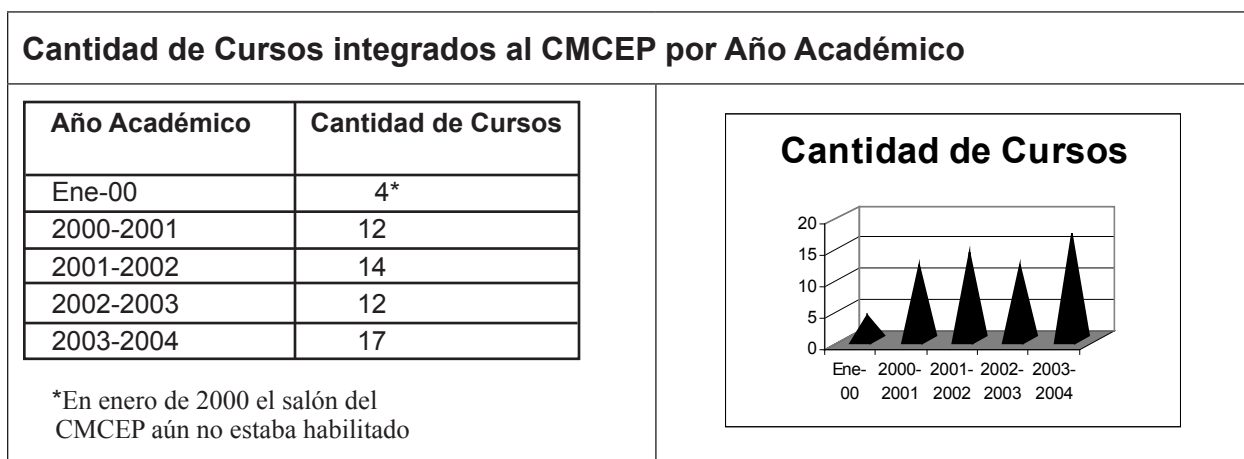 Cantidad de Cursos integrados al CMCEP por Año Académico
Año Académico Cantidad de Cursos
Ene-00 4*
2000-2001 12
2001-2002 14
2002-2003 12
2003-2004 17
*En enero de 2000 el salón del
CMCEP aún no estaba habilitado
Cantidad de Cursos
20
15
10
5
0
Ene- 2000- 2001- 2002- 2003-
00 2001 2002 2003 2004